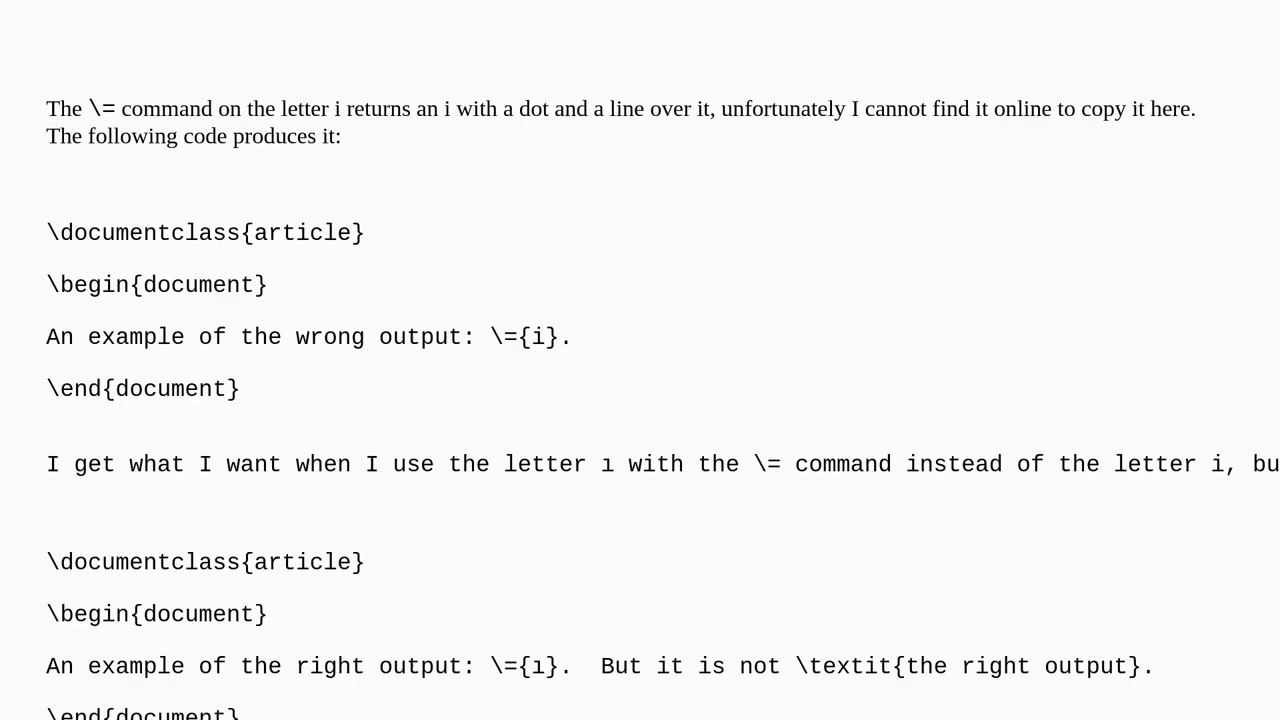 The \= command on the letter i returns an i with a dot and a line over it, unfortunately I cannot find it online to copy it here.
The following code produces it:
\documentclass{article}
\begin{document}
An example of the wrong output: \={i}.
\end{document}
I get what I want when I use the letter ı with the \= command instead of the letter i, bu
\documentclass{article}
\begin{document}
An example of the right output: \={ı}.  But it is not \textit{the right output}.
\end{document}